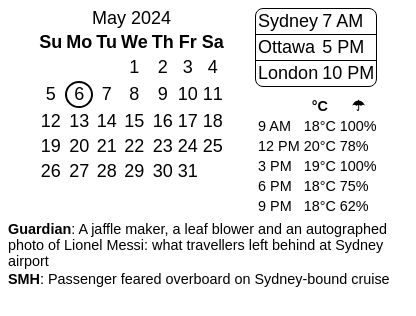 May 2024
Su Mo Tu We Th Fr Sa
1 2 3 4
5 6 7 8 9 10 11
12 13 14 15 16 17 18
19 20 21 22 23 24 25
26 27 28 29 30 31
Sydney 7 AM
Ottawa 5 PM
London 10 PM
°C ☂
9 AM 18°C 100%
12 PM 20°C 78%
3 PM 19°C 100%
6 PM 18°C 75%
9 PM 18°C 62%
Guardian: A jaffle maker, a leaf blower and an autographed
photo of Lionel Messi: what travellers left behind at Sydney
airport
SMH: Passenger feared overboard on Sydney-bound cruise